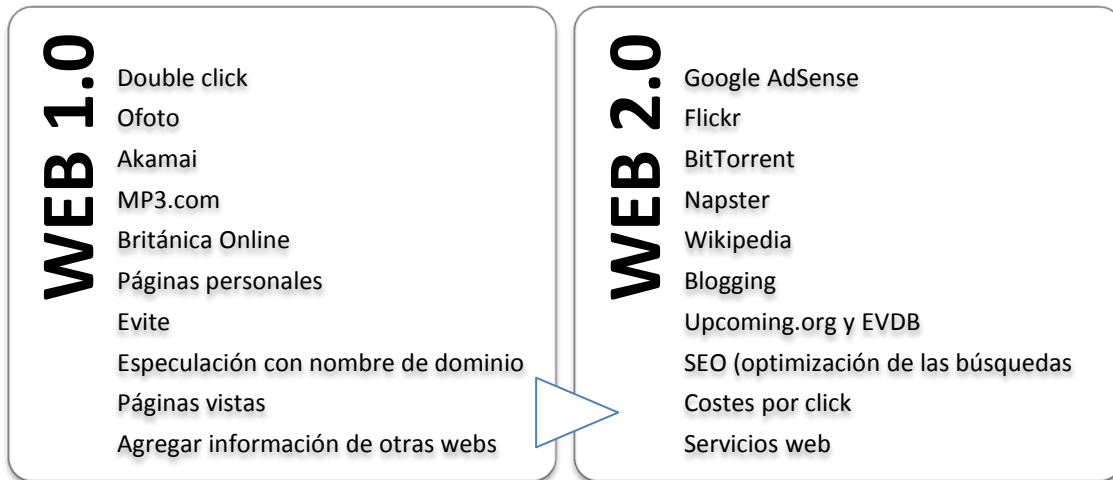 WEB 1.0
Double click
Ofoto
Akamai
MP3.com
Británica Online
Páginas personales
Evite
Especulación con nombre de dominio
Páginas vistas
Agregar información de otras webs
WEB 2.0
Google AdSense
Flickr
BitTorrent
Napster
Wikipedia
Blogging
Upcoming.org y EVDB
SEO (optimización de las búsquedas
Costes por click
Servicios web